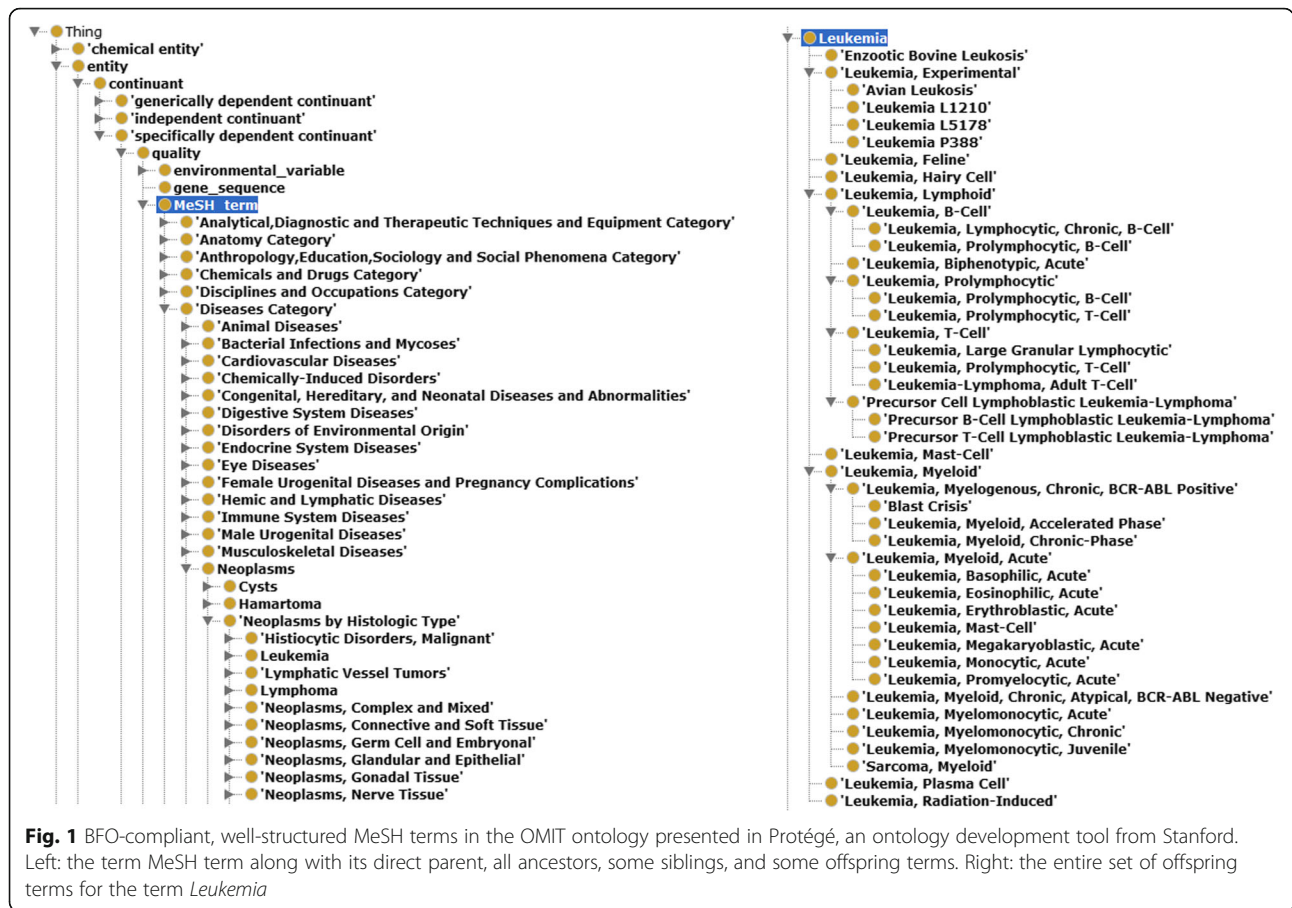 Thing
'chemical entity'
entity
continuant
'generically dependent continuant'
'independent continuant'
'specifically dependent continuant'
quality
environmental_variable
gene_sequence
MeSH_term
'Analytical,Diagnostic and Therapeutic Techniques and Equipment Category'
'Anatomy Category'
'Anthropology,Education,Sociology and Social Phenomena Category'
'Chemicals and Drugs Category'
'Disciplines and Occupations Category'
'Diseases Category'
'Animal Diseases'
'Bacterial Infections and Mycoses'
'Cardiovascular Diseases'
'Chemically-Induced Disorders'
'Congenital, Hereditary, and Neonatal Diseases and Abnormalities'
'Digestive System Diseases'
'Disorders of Environmental Origin'
'Endocrine System Diseases'
'Eye Diseases'
'Female Urogenital Diseases and Pregnancy Complications'
'Hemic and Lymphatic Diseases'
'Immune System Diseases'
'Male Urogenital Diseases'
'Musculoskeletal Diseases'
Neoplasms
Cysts
Hamartoma
'Neoplasms by Histologic Type'
'Histiocytic Disorders, Malignant'
Leukemia
'Lymphatic Vessel Tumors'
Lymphoma
'Neoplasms, Complex and Mixed'
'Neoplasms, Connective and Soft Tissue'
'Neoplasms, Germ Cell and Embryonal'
'Neoplasms, Glandular and Epithelial'
'Neoplasms, Gonadal Tissue'
'Neoplasms, Nerve Tissue'
Leukemia
'Enzootic Bovine Leukosis'
'Leukemia, Experimental'
'Avian Leukosis'
'Leukemia L1210'
'Leukemia L5178'
'Leukemia P388'
'Leukemia, Feline'
'Leukemia, Hairy Cell'
'Leukemia, Lymphoid'
'Leukemia, B-Cell'
'Leukemia, Lymphocytic, Chronic, B-Cell'
'Leukemia, Prolymphocytic, B-Cell'
'Leukemia, Biphenotypic, Acute'
'Leukemia, Prolymphocytic'
'Leukemia, Prolymphocytic, B-Cell'
'Leukemia, Prolymphocytic, T-Cell'
'Leukemia, T-Cell'
'Leukemia, Large Granular Lymphocytic'
'Leukemia, Prolymphocytic, T-Cell'
'Leukemia-Lymphoma, Adult T-Cell'
'Precursor Cell Lymphoblastic Leukemia-Lymphoma'
'Precursor B-Cell Lymphoblastic Leukemia-Lymphoma'
'Precursor T-Cell Lymphoblastic Leukemia-Lymphoma'
'Leukemia, Mast-Cell'
'Leukemia, Myeloid'
'Leukemia, Myelogenous, Chronic, BCR-ABL Positive'
'Blast Crisis'
'Leukemia, Myeloid, Accelerated Phase'
'Leukemia, Myeloid, Chronic-Phase'
'Leukemia, Myeloid, Acute'
'Leukemia, Basophilic, Acute'
'Leukemia, Eosinophilic, Acute'
'Leukemia, Erythroblastic, Acute'
'Leukemia, Mast-Cell'
'Leukemia, Megakaryoblastic, Acute'
'Leukemia, Monocytic, Acute'
'Leukemia, Promyelocytic, Acute'
'Leukemia, Myeloid, Chronic, Atypical, BCR-ABL Negative'
'Leukemia, Myelomonocytic, Acute'
'Leukemia, Myelomonocytic, Chronic'
'Leukemia, Myelomonocytic, Juvenile'
'Sarcoma, Myeloid'
'Leukemia, Plasma Cell'
'Leukemia, Radiation-Induced'
Fig. 1 BFO-compliant, well-structured MeSH terms in the OMIT ontology presented in Protégé, an ontology development tool from Stanford.
Left: the term MeSH term along with its direct parent, all ancestors, some siblings, and some offspring terms. Right: the entire set of offspring
terms for the term Leukemia